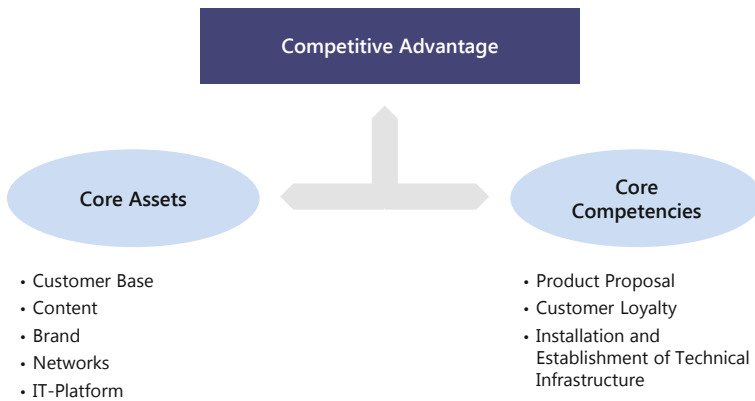 Competitive Advantage
Core Assets
Core
Competencies
• Customer Base
• Content
• Brand
• Networks
• IT-Platform
• Product Proposal
• Customer Loyalty
• Installation and
Establishment of Technical
Infrastructure